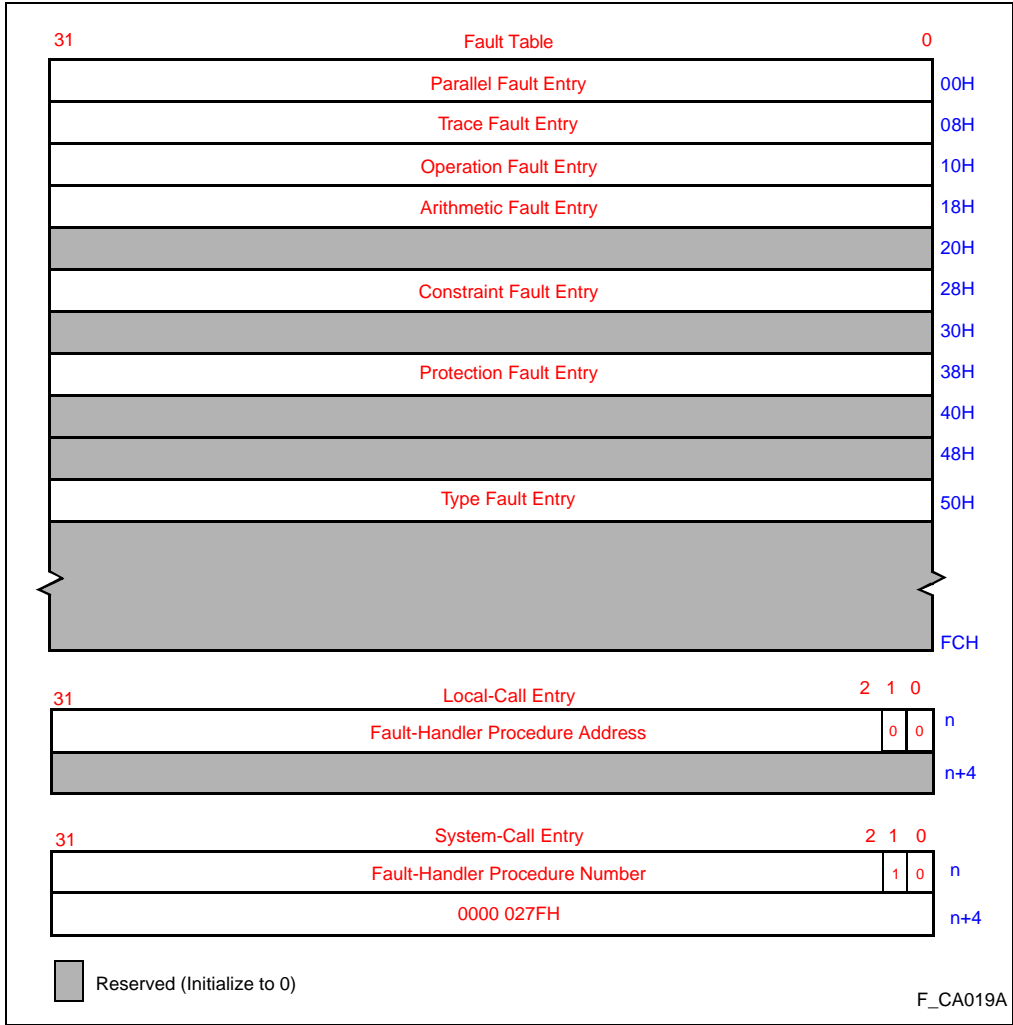 31 Fault Table 0
Parallel Fault Entry 00H
Trace Fault Entry 08H
Operation Fault Entry 10H
Arithmetic Fault Entry 18H
20H
Constraint Fault Entry 28H
30H
Protection Fault Entry 38H
40H
48H
Type Fault Entry 50H
FCH
31 Local-Call Entry 2 1 0
Fault-Handler Procedure Address 0 0 n
n+4
31 System-Call Entry 2 1 0
Fault-Handler Procedure Number 1 0 n
0000 027FH n+4
Reserved (Initialize to 0)
F_CA019A